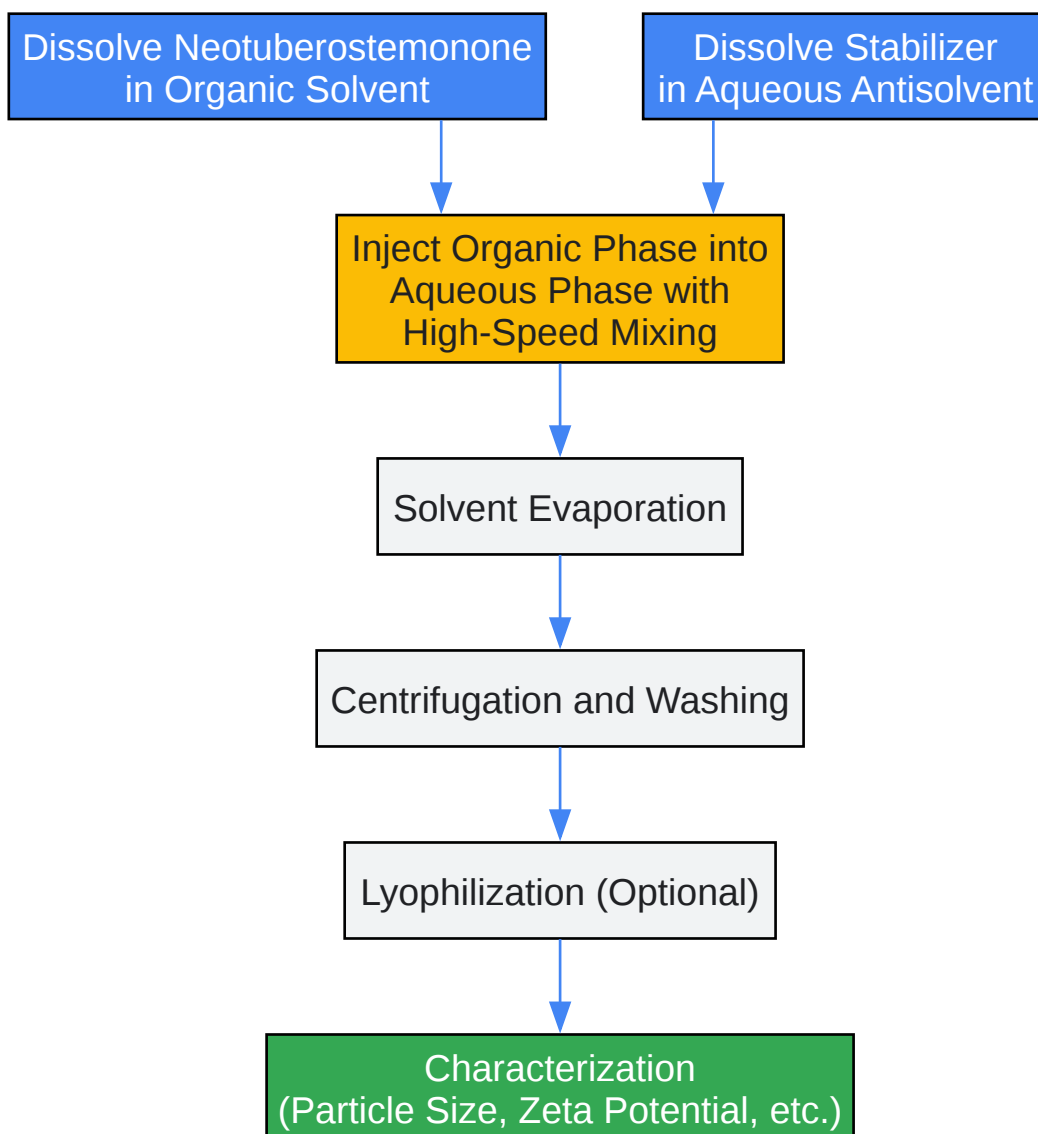 Dissolve Neotuberostemonone
in Organic Solvent
Dissolve Stabilizer
in Aqueous Antisolvent
Inject Organic Phase into
Aqueous Phase with
High-Speed Mixing
Solvent Evaporation
Centrifugation and Washing
Lyophilization (Optional)
Characterization
(Particle Size, Zeta Potential, etc.)